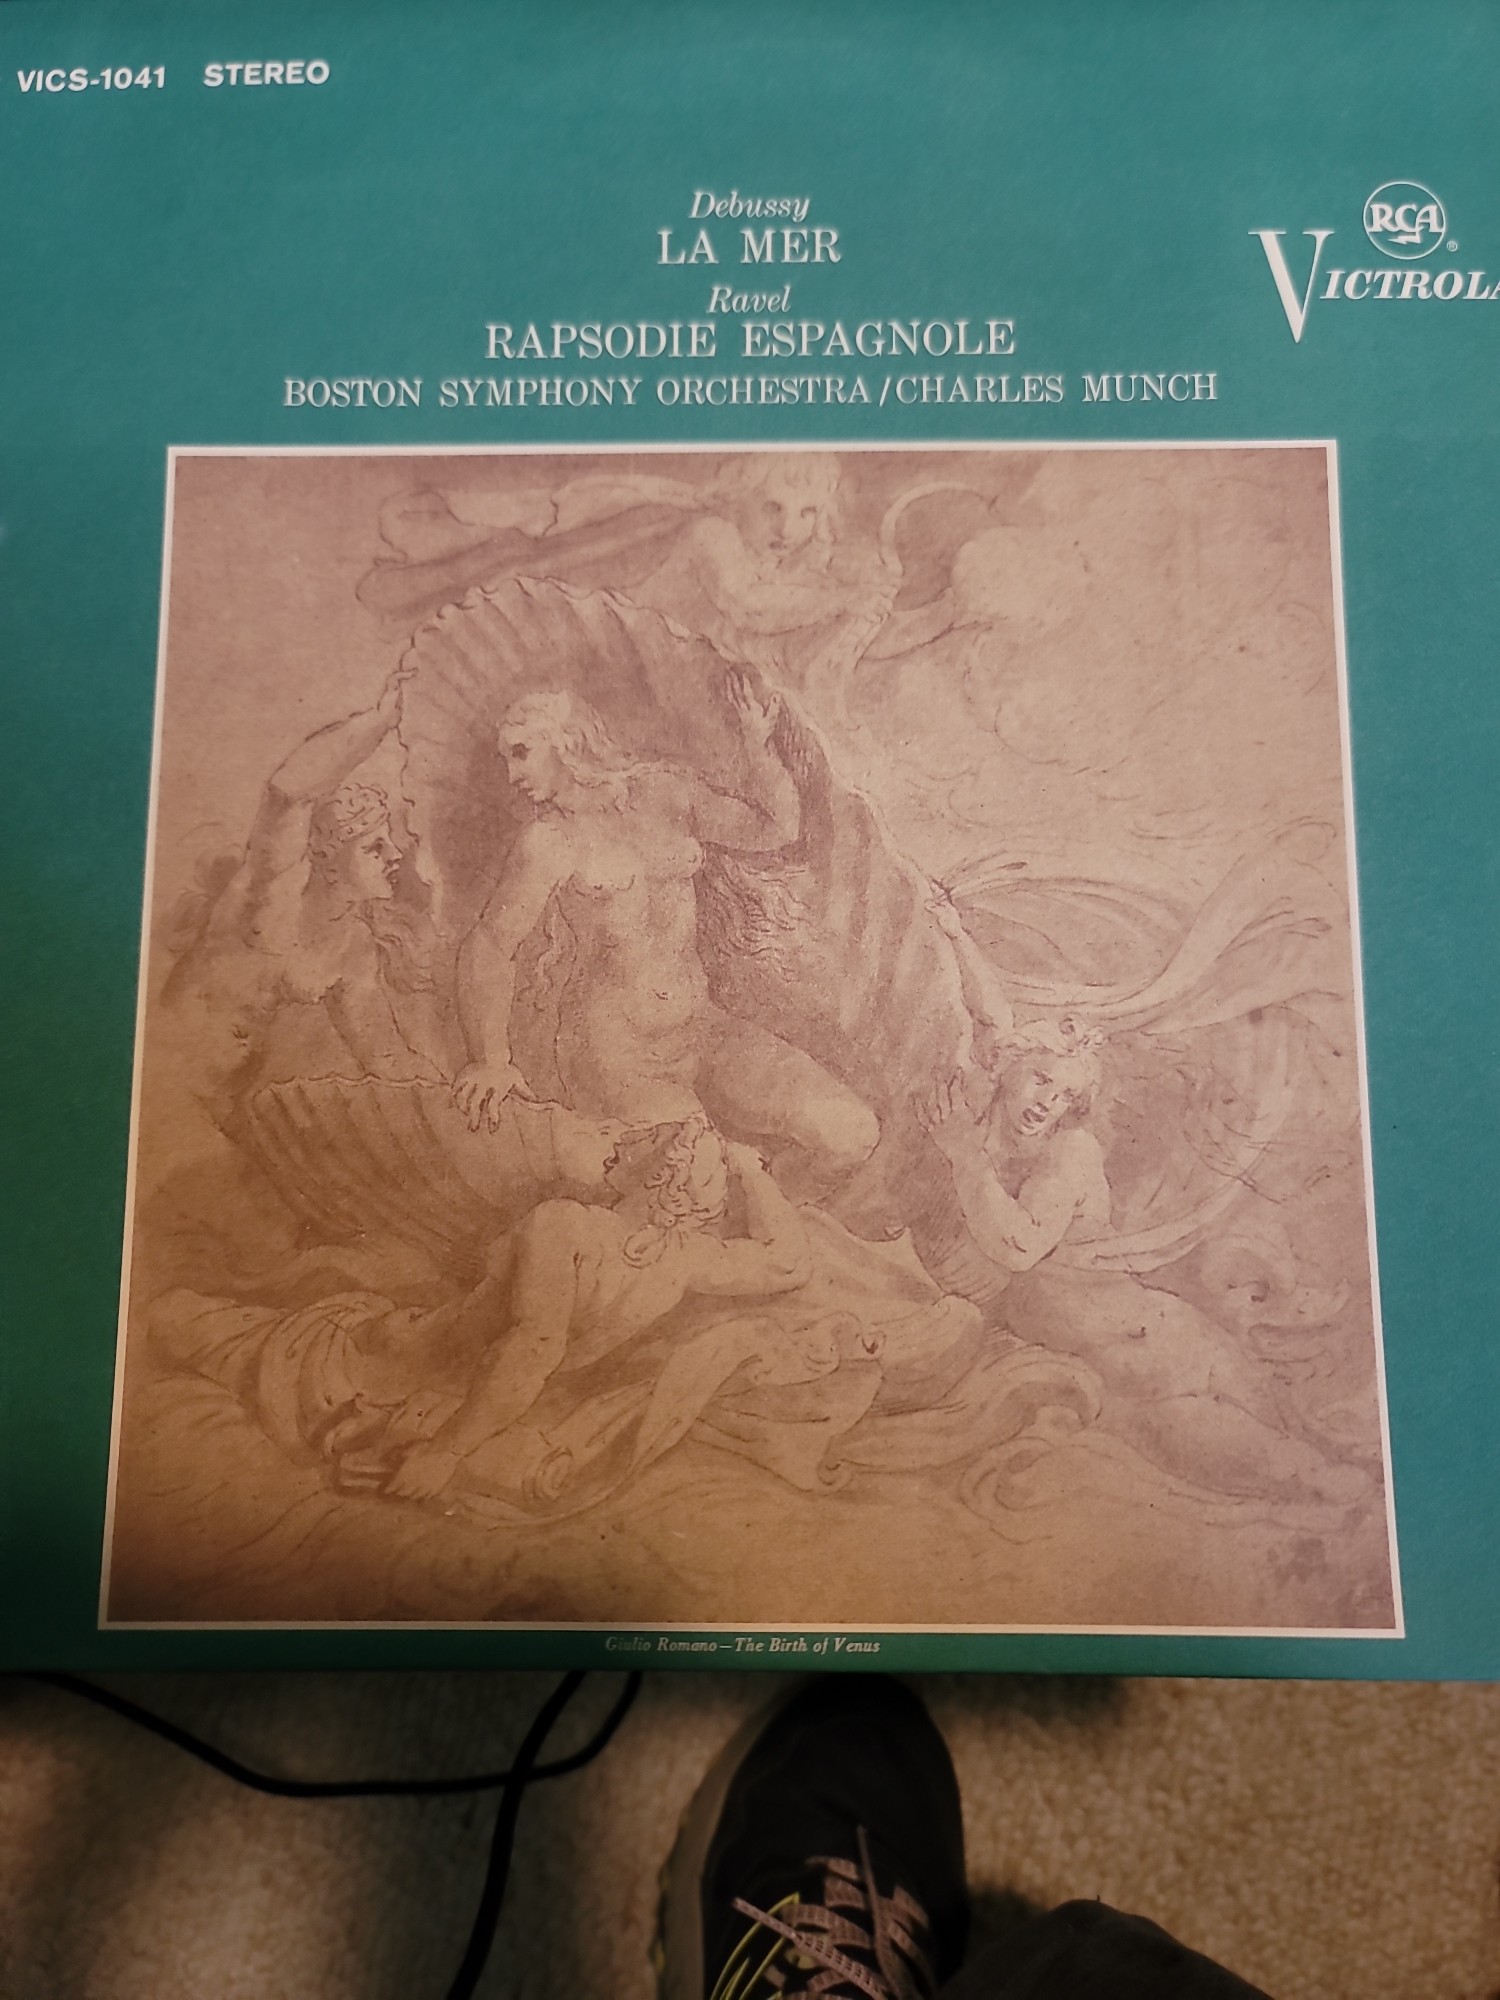 VICS-1041 STEREO
Debussy
LA MER
Ravel
RAPSODIE ESPAGNOLE
BOSTON SYMPHONY ORCHESTRA/CHARLES MUNCH
RCA®
VICTROLA
Giulio Romano—The Birth of Venus